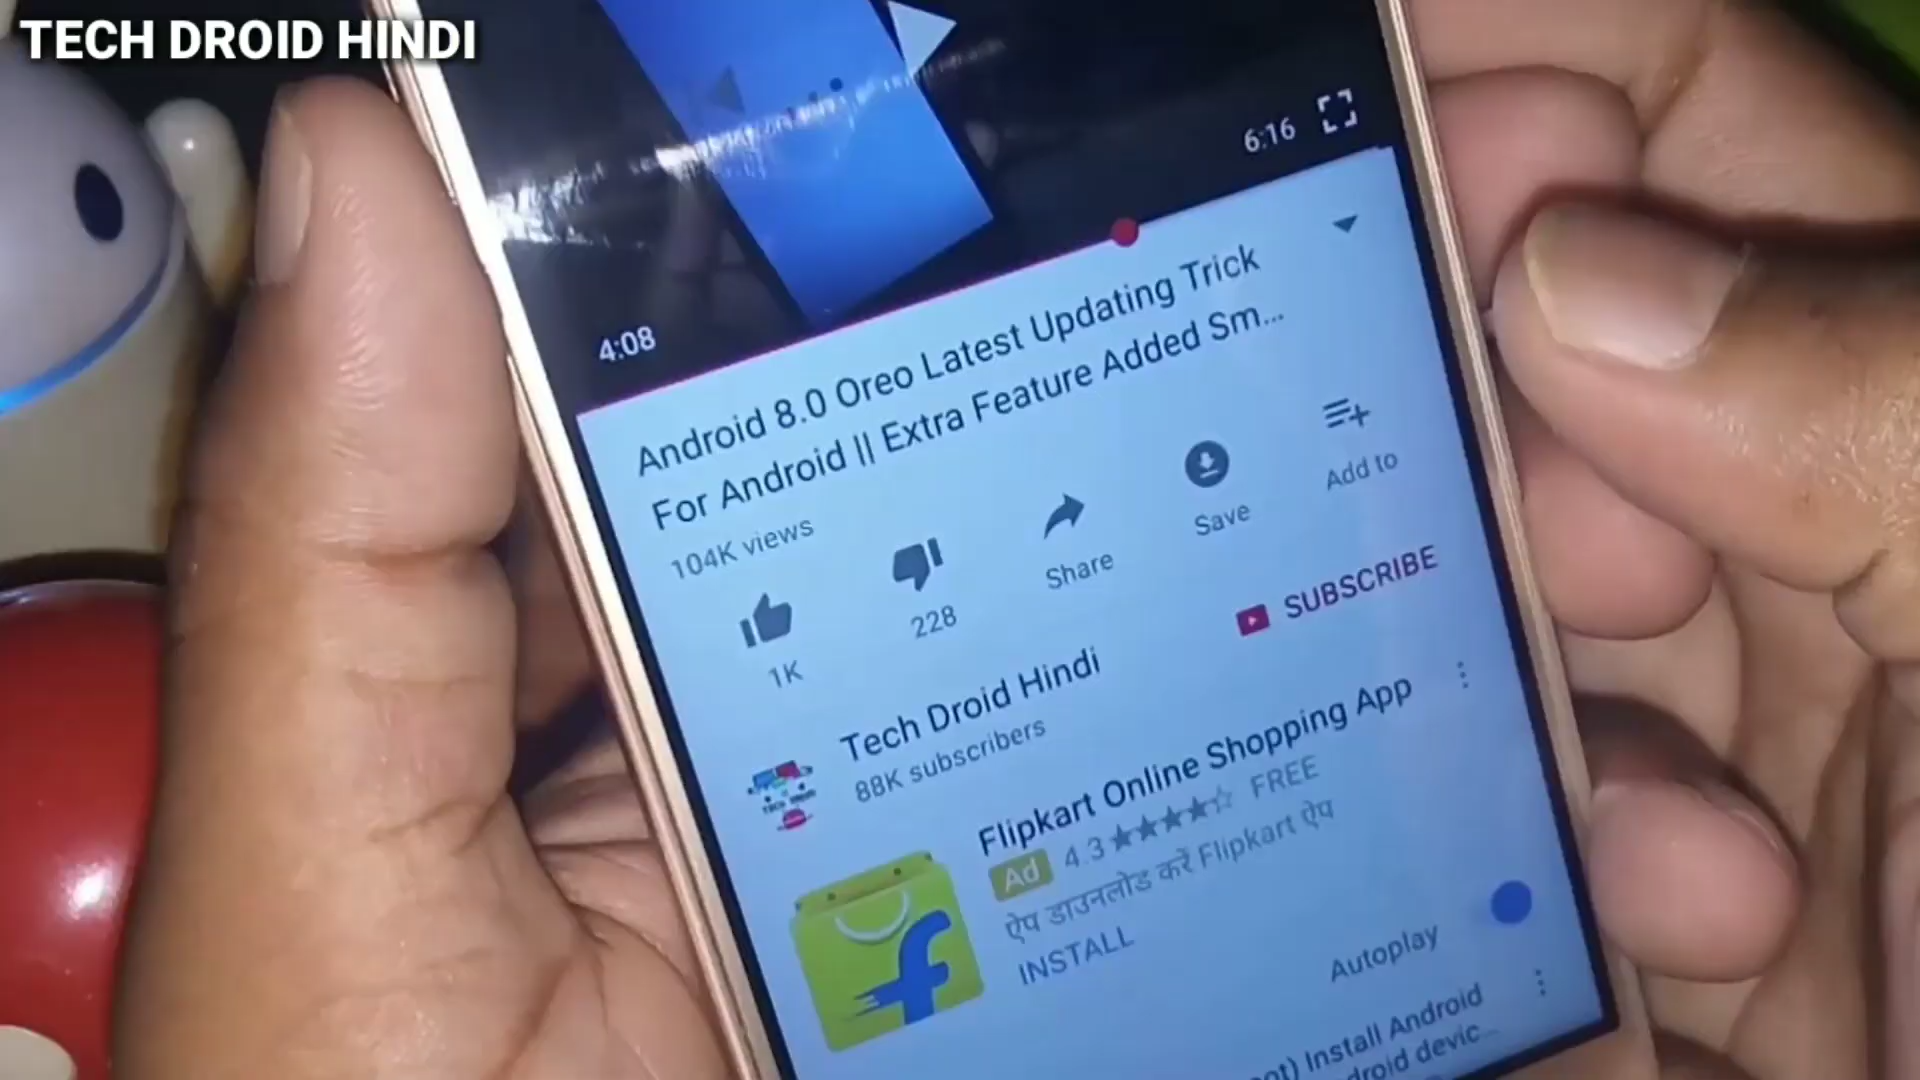 TECH DROID HINDI
6:16
4:08
Android 8.0 Oreo Latest Updating Trick
For Android || Extra Feature Added Sm...
104K views
1K
228
Share
Save
Add to
Tech Droid Hindi
88K subscribers
SUBSCRIBE
Flipkart Online Shopping App
Ad 4.3 FREE
ऐप डाउनलोड करें Flipkart ऐप
INSTALL
Autoplay
Install Android
devic...